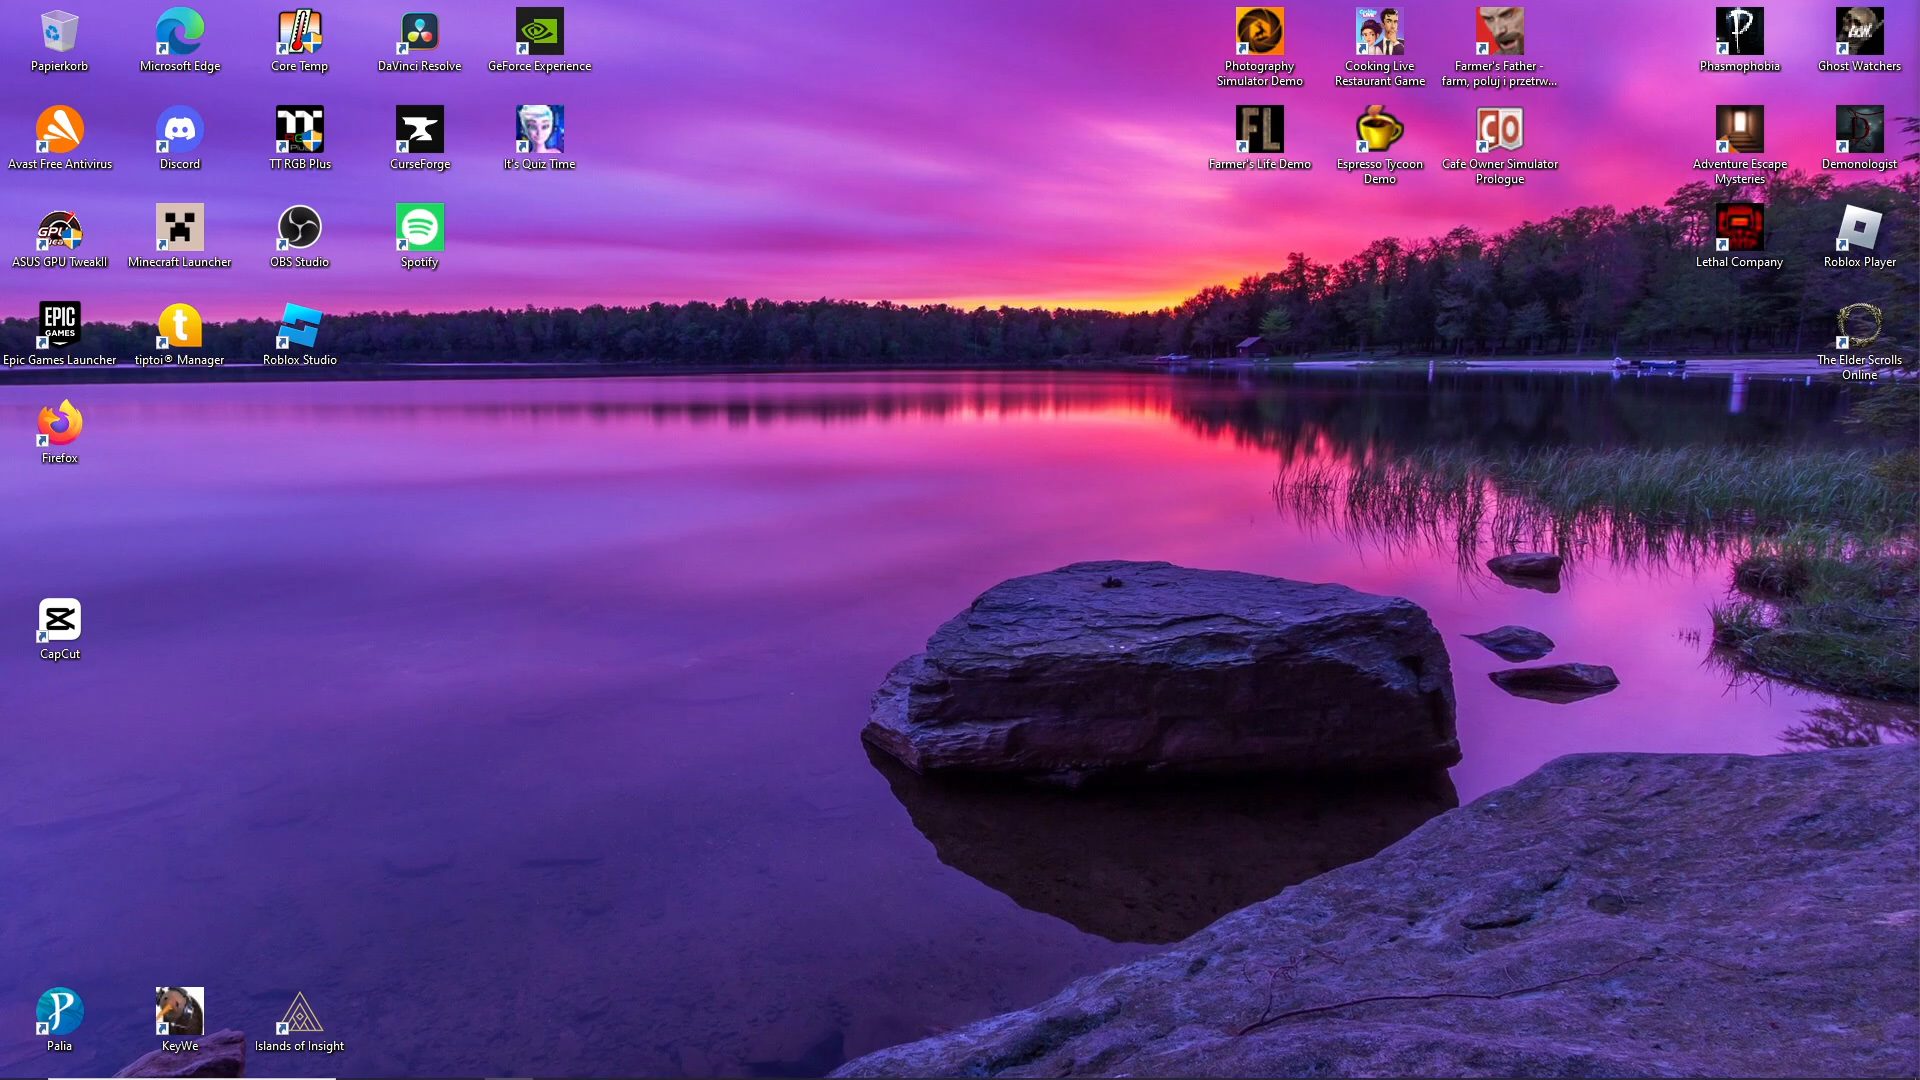 Papierkorb
Microsoft Edge
Core Temp
DaVinci Resolve
GeForce Experience
Photography
Simulator Demo
Cooking Live
Restaurant Game
Farmer's Father -
farm, poluj i przetrw...
Phasmophobia
Ghost Watchers
Avast Free Antivirus
Discord
TT RGB Plus
CurseForge
It's Quiz Time
FL
Farmer's Life Demo
Espresso Tycoon
Demo
CO
Cafe Owner Simulator
Prologue
Adventure Escape
Mysteries
Demonologist
ASUS GPU TweakII
Minecraft Launcher
OBS Studio
Spotify
Lethal Company
Roblox Player
EPIC
GAMES
Epic Games Launcher
tiptoi® Manager
Roblox Studio
The Elder Scrolls
Online
Firefox
CapCut
Palia
KeyWe
Islands of Insight